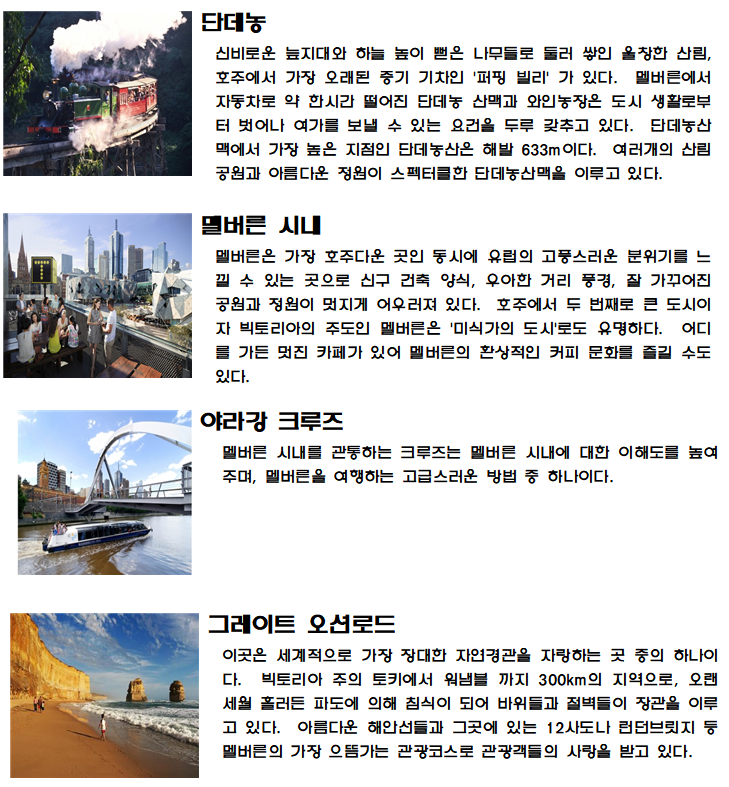 단데농
신비로운 늪지대와 하늘 높이 뻗은 나무들로 둘러 쌓인 울창한 산림,
호주에서 가장 오래된 증기 기차인 '퍼핑 빌리' 가 있다. 멜버른에서
자동차로 약 한시간 떨어진 단데농 산맥과 와인농장은 도시 생활로부
터 벗어나 여가를 보낼 수 있는 요건을 두루 갖추고 있다. 단데농산
맥에서 가장 높은 지점인 단데농산은 해발 633m이다. 여러개의 산림
공원과 아름다운 정원이 스펙터클한 단데농산맥을 이루고 있다.
멜버른 시내
멜버른은 가장 호주다운 곳인 동시에 유럽의 고풍스러운 분위기를 느
낄 수 있는 곳으로 신구 건축 양식, 우아한 거리 풍경, 잘 가꾸어진
공원과 정원이 멋지게 어우러져 있다. 호주에서 두 번째로 큰 도시이
자 빅토리아의 주도인 멜버른은 '미식가의 도시'로도 유명하다. 어디
를 가든 멋진 카페가 있어 멜버른의 환상적인 커피 문화를 즐길 수도
있다.
야라강 크루즈
멜버른 시내를 관통하는 크루즈는 멜버른 시내에 대한 이해도를 높여
주며, 멜버른을 여행하는 고급스러운 방법 중 하나이다.
그레이트 오션로드
이곳은 세계적으로 가장 장대한 자연경관을 자랑하는 곳 중의 하나이
다. 빅토리아 주의 토키에서 워냄블 까지 300km의 지역으로, 오랜
세월 흘러든 파도에 의해 침식이 되어 바위들과 절벽들이 장관을 이루
고 있다. 아름다운 해안선들과 그곳에 있는 12사도나 런던브릿지 등
멜버른의 가장 으뜸가는 관광코스로 관광객들의 사랑을 받고 있다.